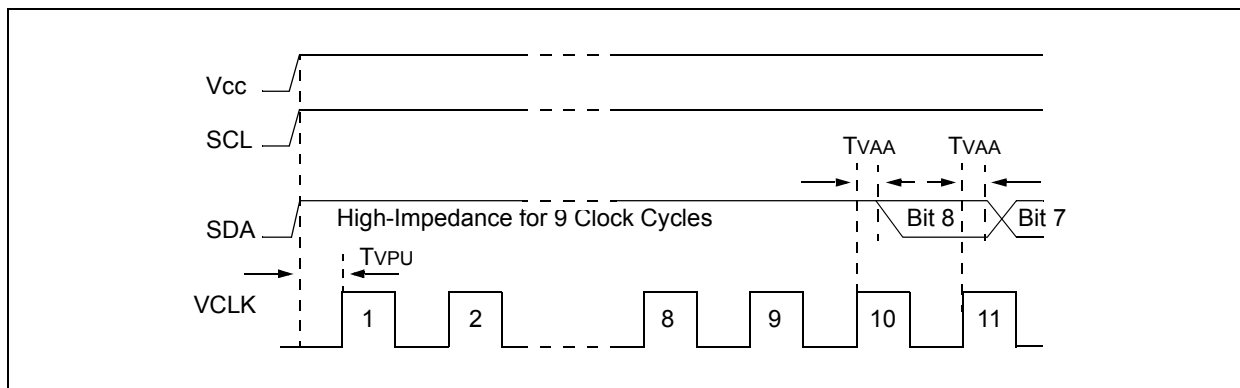 Vcc
SCL
TVAA TVAA
SDA
High-Impedance for 9 Clock Cycles
Bit 8
Bit 7
TVPU
VCLK
1 2 8 9 10 11